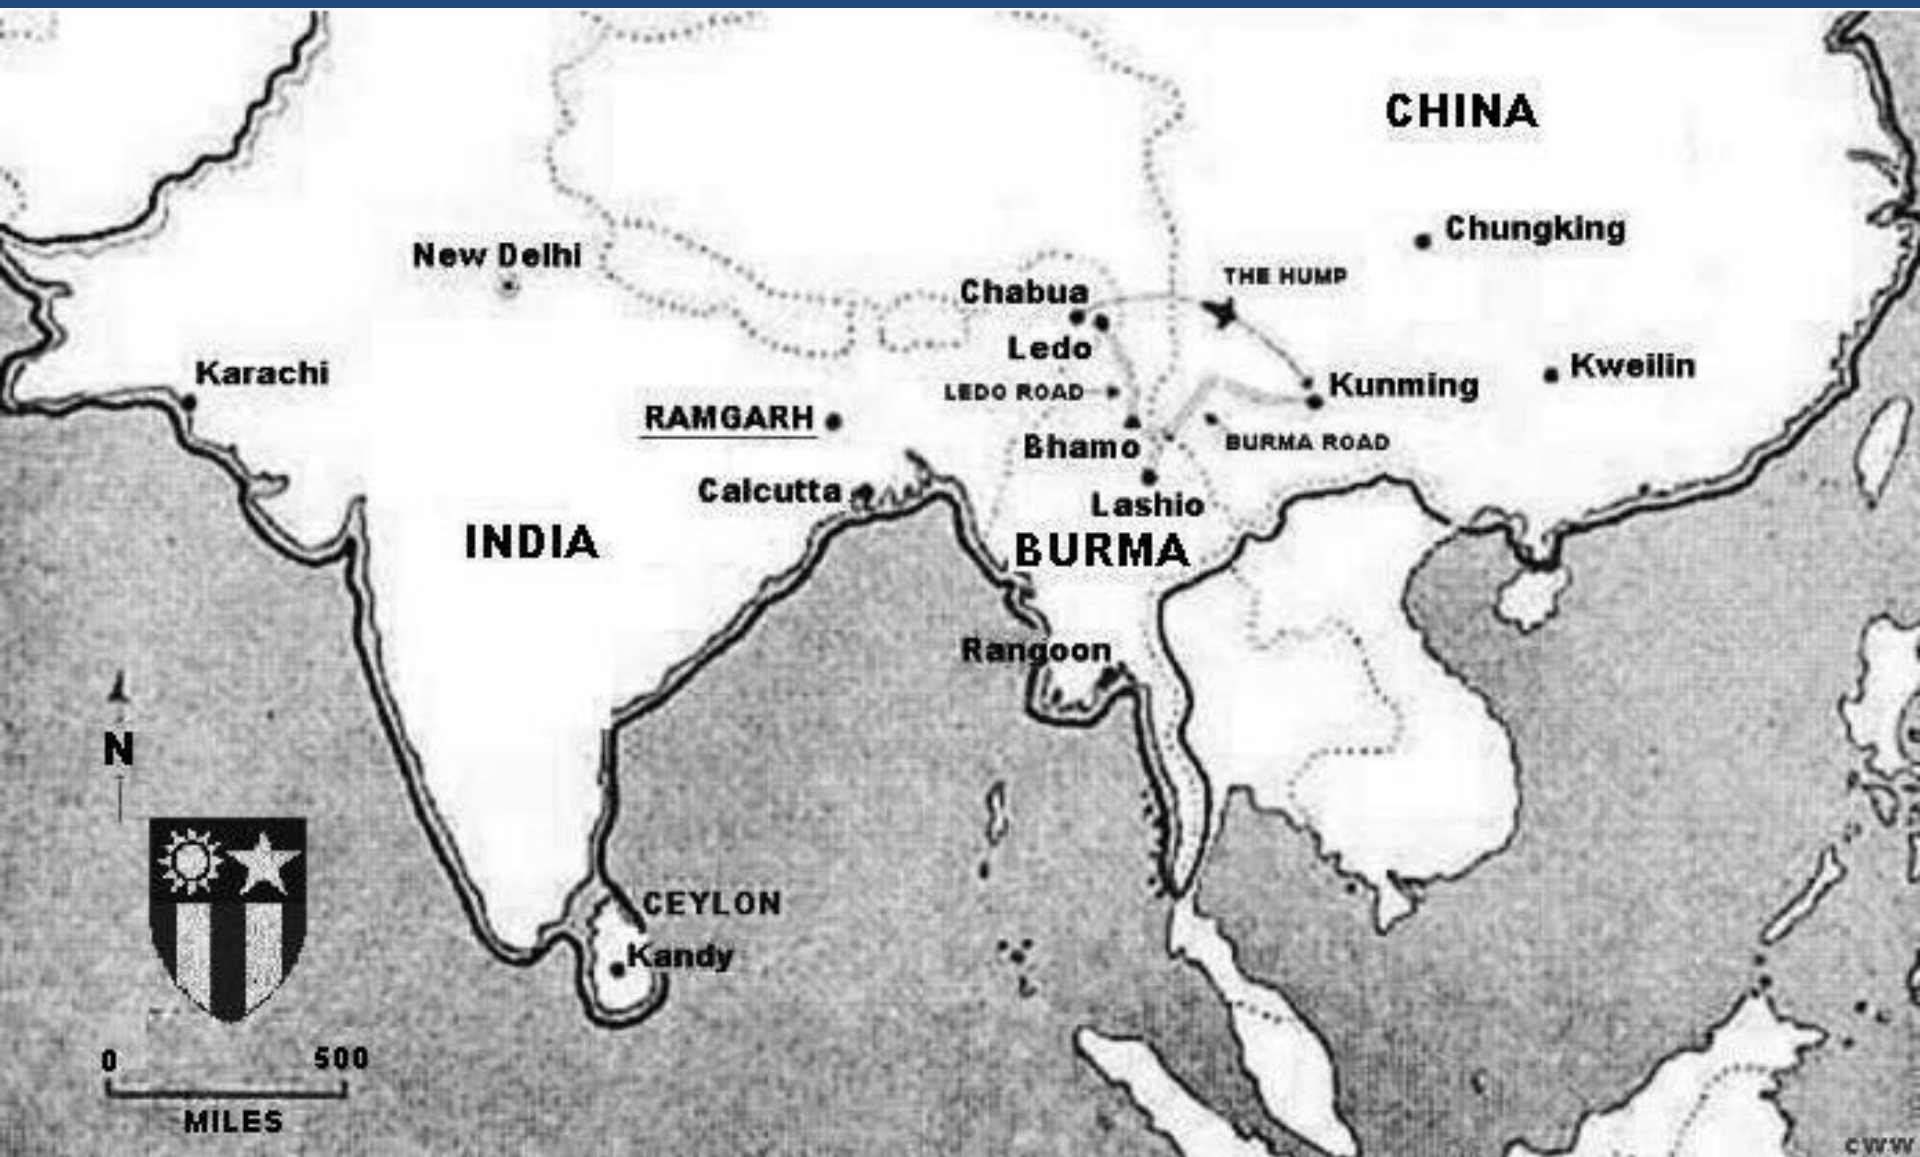 CHINA
Chungking
New Delhi
THE HUMP
Chabua
Ledo
Kweilin
Karachi
Kunming
LEDO ROAD
RAMGARH
BURMA ROAD
Bhamo
Calcutta
Lashio
INDIA
BURMA
Rangoon
N
CEYLON
Kandy
0 500
MILES